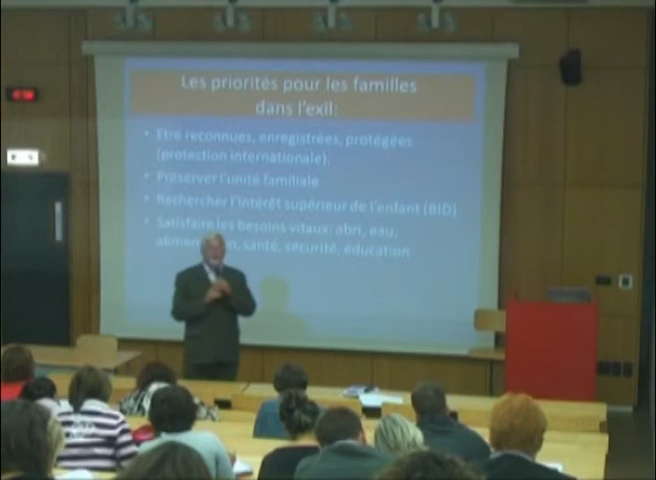 Les priorités pour les familles
dans l'exil:
• Etre reconnues, enregistrées, protégées
(protection internationale).
• Préserver l'unité familiale
• Rechercher l'intérêt supérieur de l'enfant (BID)
• Satisfaire les besoins vitaux: abri, eau,
santé, sécurité, éducation